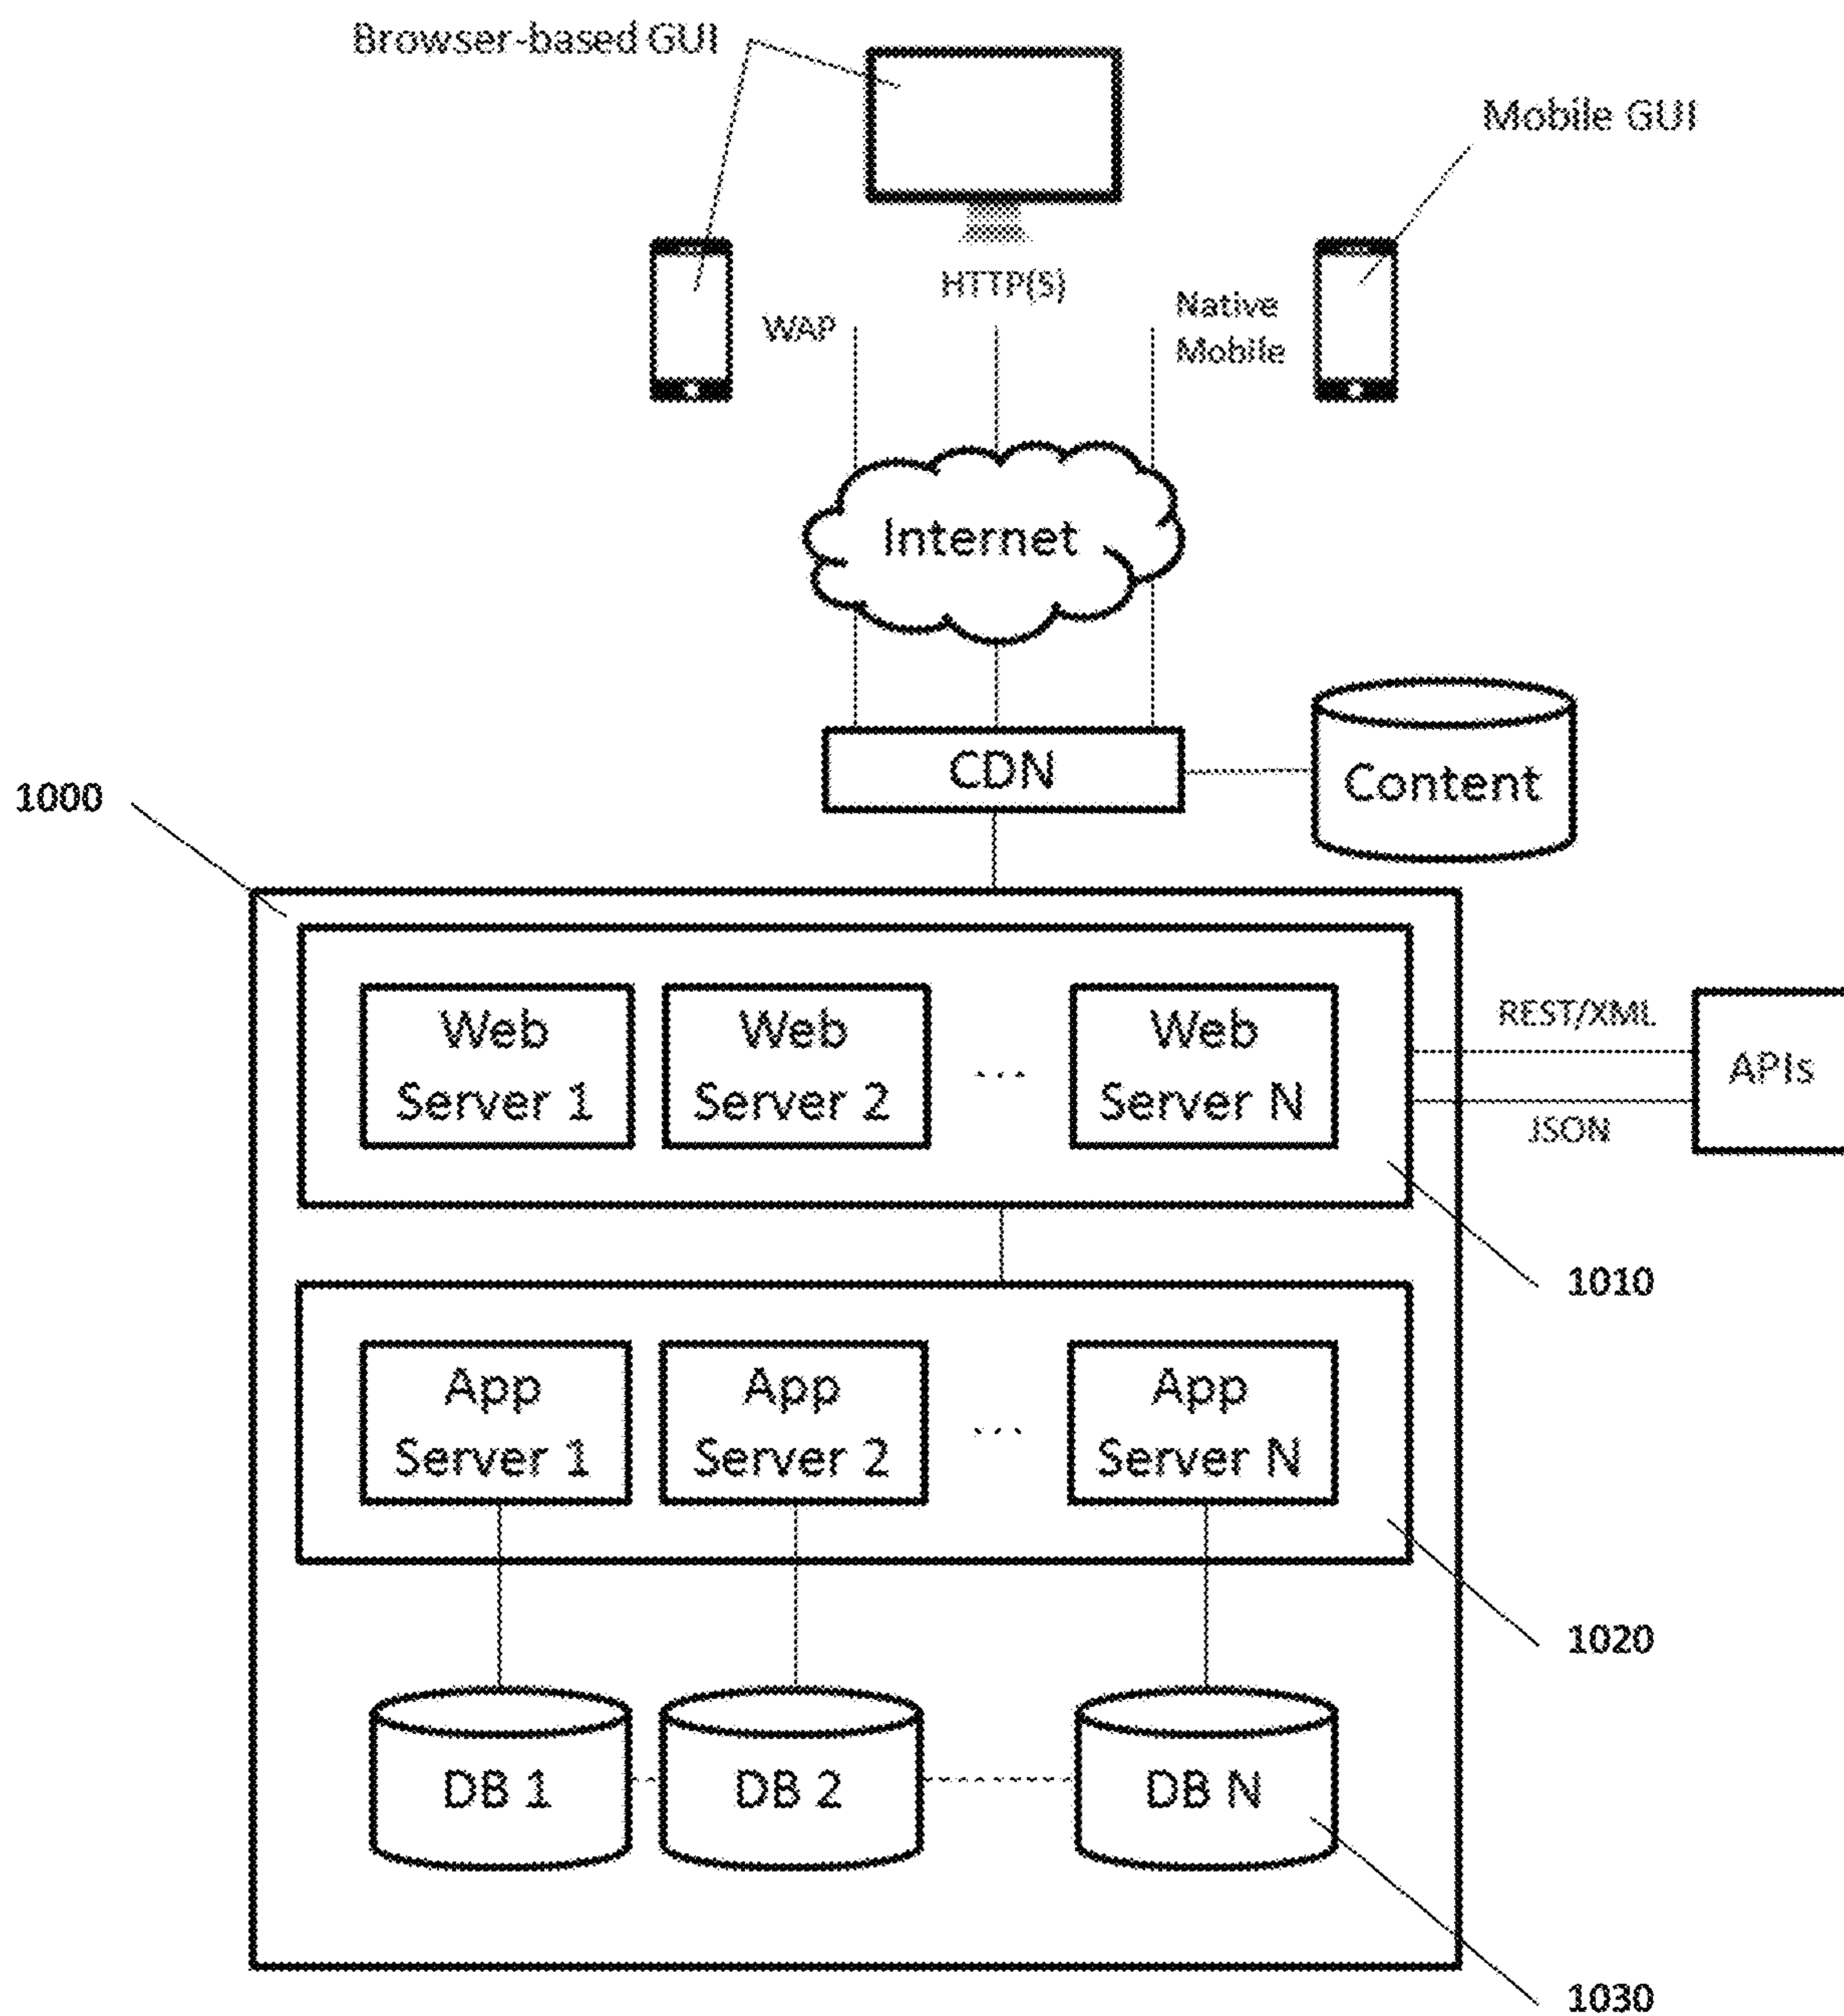 Browser-based GUI
Mobile GUI
HTTP(S)
WAP
Native
Mobile
Internet
CDN
Content
1000
Web
Server 1
Web
Server 2
...
Web
Server N
REST/XML
APIs
JSON
1010
App
Server 1
App
Server 2
...
App
Server N
1020
DB 1
DB 2
DB N
1030